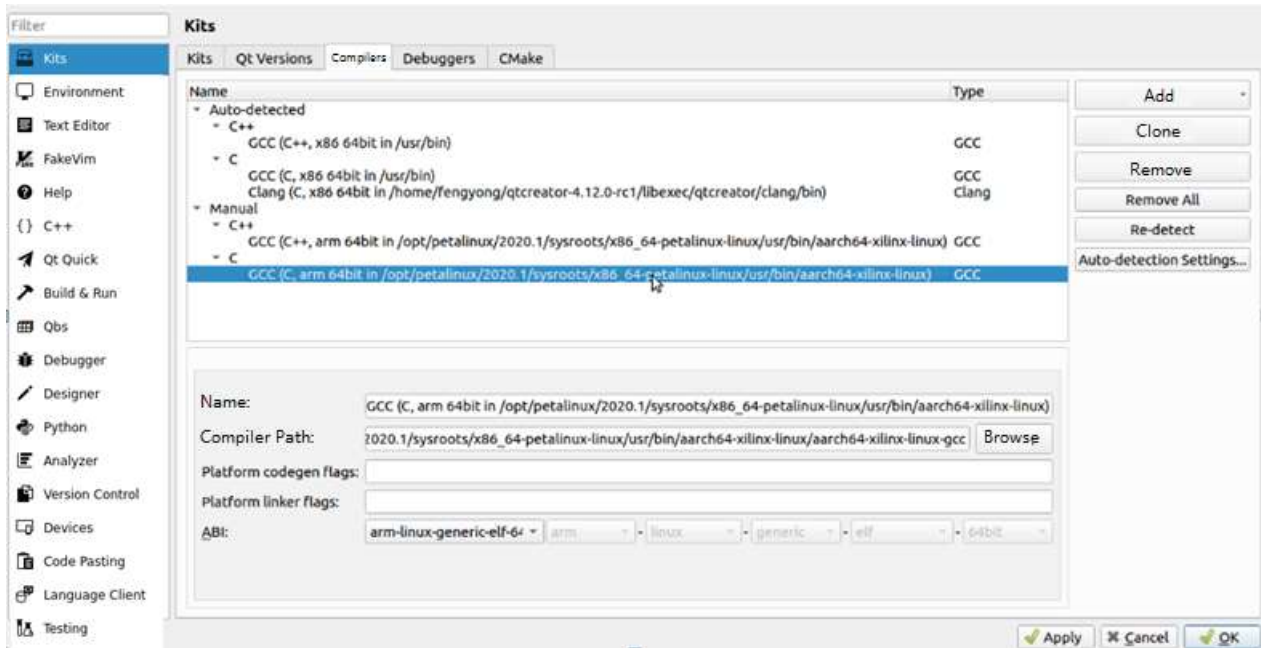 Filter
Kits
Environment
Text Editor
FakeVim
Help
{} C++
Qt Quick
Build & Run
Qbs
Debugger
Designer
Python
Analyzer
Version Control
Devices
Code Pasting
Language Client
Testing
Kits
Kits Qt Versions Compilers Debuggers CMake
Name Type
Auto-detected
C++
GCC (C++, x86 64bit in /usr/bin) GCC
C
GCC (C, x86 64bit in /usr/bin) GCC
Clang (C, x86 64bit in /home/fengyong/qtcreator-4.12.0-rc1/libexec/qtcreator/clang/bin) Clang
Manual
C++
GCC (C++, arm 64bit in /opt/petalinux/2020.1/sysroots/x86_64-petalinux-linux/usr/bin/aarch64-xilinx-linux) GCC
C
GCC (C, arm 64bit in /opt/petalinux/2020.1/sysroots/x86_64-petalinux-linux/usr/bin/aarch64-xilinx-linux) GCC
Add
Clone
Remove
Remove All
Re-detect
Auto-detection Settings...
Name: GCC (C, arm 64bit in /opt/petalinux/2020.1/sysroots/x86_64-petalinux-linux/usr/bin/aarch64-xilinx-linux)
Compiler Path: 2020.1/sysroots/x86_64-petalinux-linux/usr/bin/aarch64-xilinx-linux/aarch64-xilinx-linux-gcc Browse
Platform codegen flags:
Platform linker flags:
ABI: arm-linux-generic-elf-64 arm - linux - generic - elf - 64bit
Apply Cancel OK